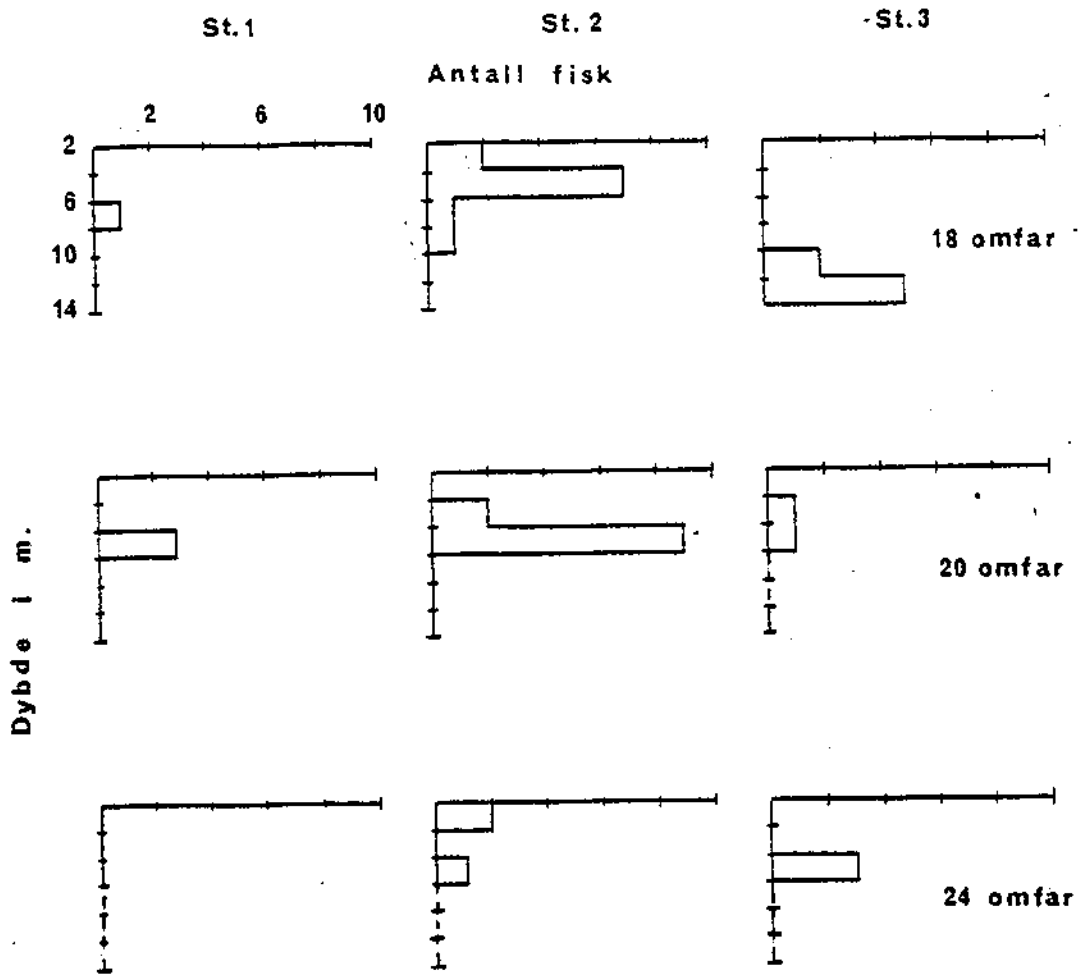 St.1 St.2 St.3
Antall fisk
2 6 10
2
6
10
14
18 omfar
20 omfar
Dybde i m.
24 omfar